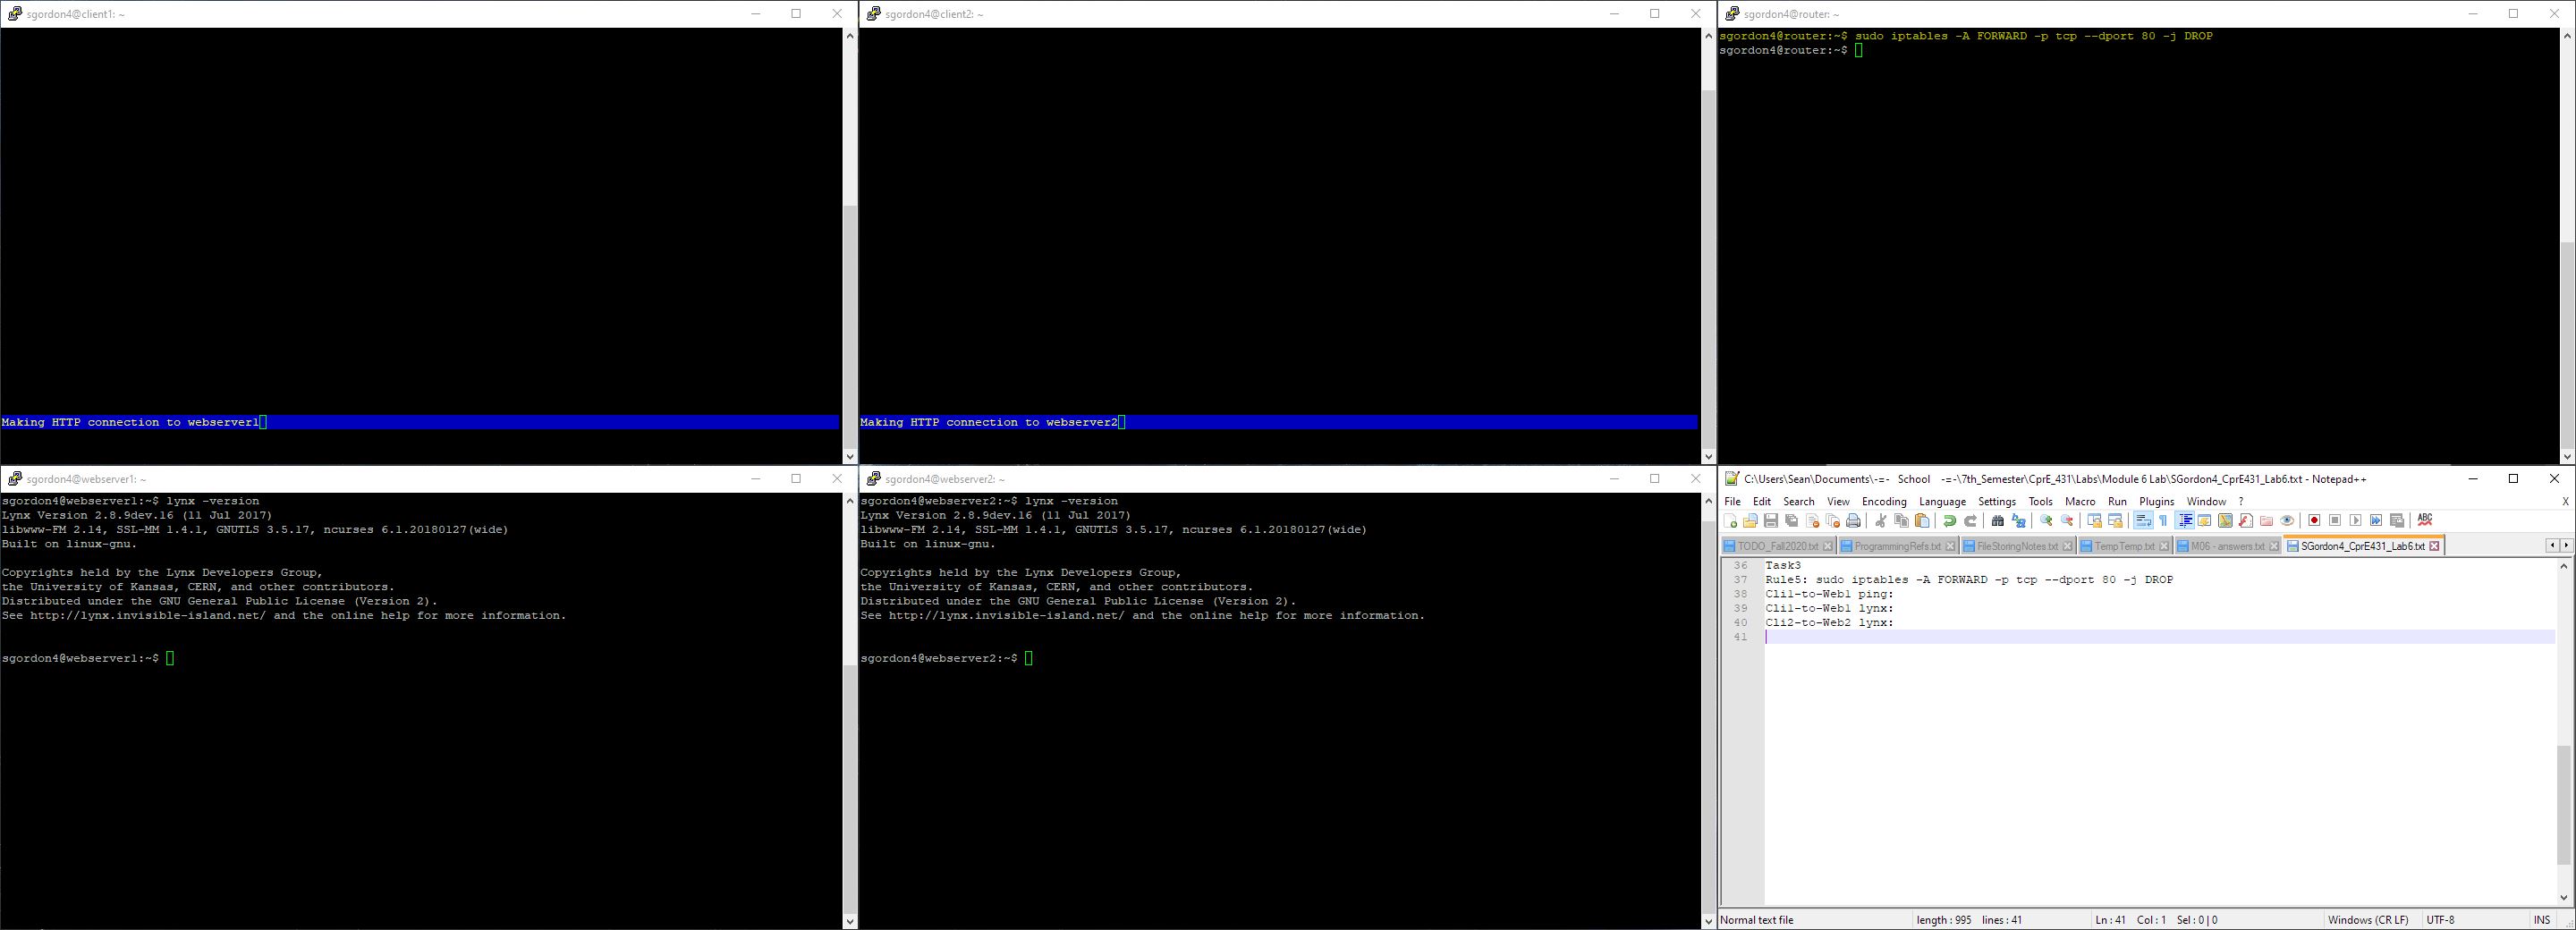 sgordon4@client1: ~
Making HTTP connection to webserver1
sgordon4@client2: ~
Making HTTP connection to webserver2
sgordon4@router: ~
sgordon4@router:~$ sudo iptables -A FORWARD -p tcp --dport 80 -j DROP
sgordon4@router:~$
sgordon4@webserver1: ~
sgordon4@webserver1:~$ lynx -version
Lynx Version 2.8.9dev.16 (11 Jul 2017)
libwww-FM 2.14, SSL-MM 1.4.1, GNUTLS 3.5.17, ncurses 6.1.20180127(wide)
Built on linux-gnu.
Copyrights held by the Lynx Developers Group,
the University of Kansas, CERN, and other contributors.
Distributed under the GNU General Public License (Version 2).
See http://lynx.invisible-island.net/ and the online help for more information.
sgordon4@webserver1:~$
sgordon4@webserver2: ~
sgordon4@webserver2:~$ lynx -version
Lynx Version 2.8.9dev.16 (11 Jul 2017)
libwww-FM 2.14, SSL-MM 1.4.1, GNUTLS 3.5.17, ncurses 6.1.20180127(wide)
Built on linux-gnu.
Copyrights held by the Lynx Developers Group,
the University of Kansas, CERN, and other contributors.
Distributed under the GNU General Public License (Version 2).
See http://lynx.invisible-island.net/ and the online help for more information.
sgordon4@webserver2:~$
C:\Users\Sean\Documents\-=- School -=-\7th_Semester\CprE_431\Labs\Module 6 Lab\SGordon4_CprE431_Lab6.txt - Notepad++
File Edit Search View Encoding Language Settings Tools Macro Run Plugins Window ? X
ABC
TODO_Fall2020.txt ProgrammingRefs.txt FileStoringNotes.txt TempTemp.txt M06 - answers.txt SGordon4_CprE431_Lab6.txt
36 Task3
37 Rule5: sudo iptables -A FORWARD -p tcp --dport 80 -j DROP
38 Cli1-to-Web1 ping:
39 Cli1-to-Web1 lynx:
40 Cli2-to-Web2 lynx:
41
Normal text file length : 995 lines : 41 Ln : 41 Col : 1 Sel : 0 | 0 Windows (CR LF) UTF-8 INS